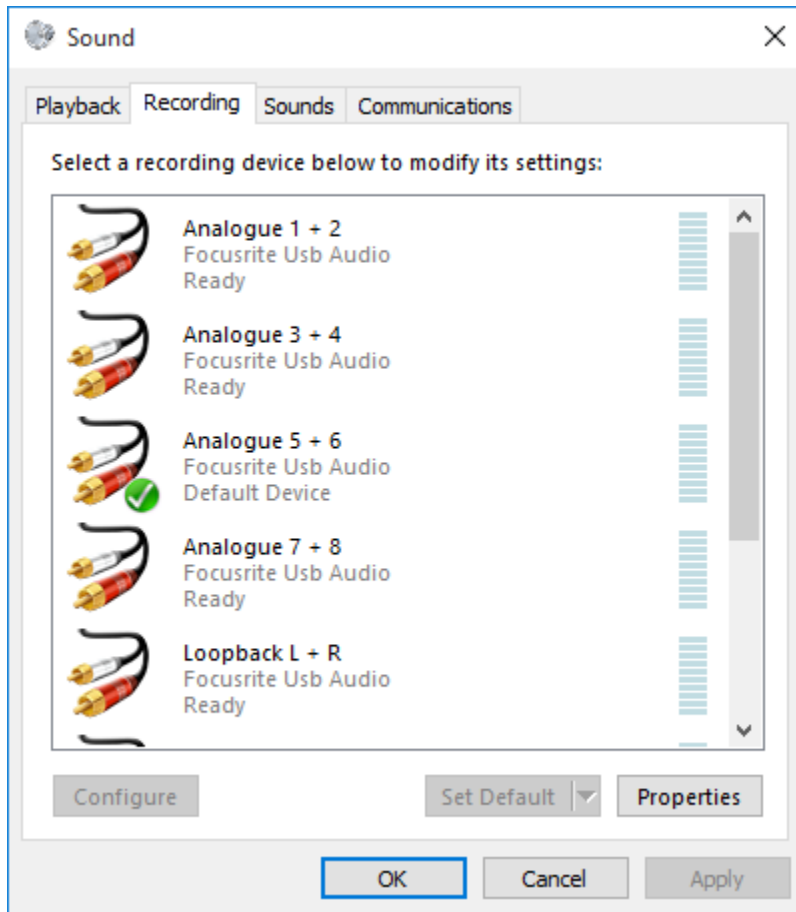 Sound
Playback Recording Sounds Communications
Select a recording device below to modify its settings:
Analogue 1 + 2
Focusrite Usb Audio
Ready
Analogue 3 + 4
Focusrite Usb Audio
Ready
Analogue 5 + 6
Focusrite Usb Audio
Default Device
Analogue 7 + 8
Focusrite Usb Audio
Ready
Loopback L + R
Focusrite Usb Audio
Ready
Configure Set Default Properties
OK Cancel Apply